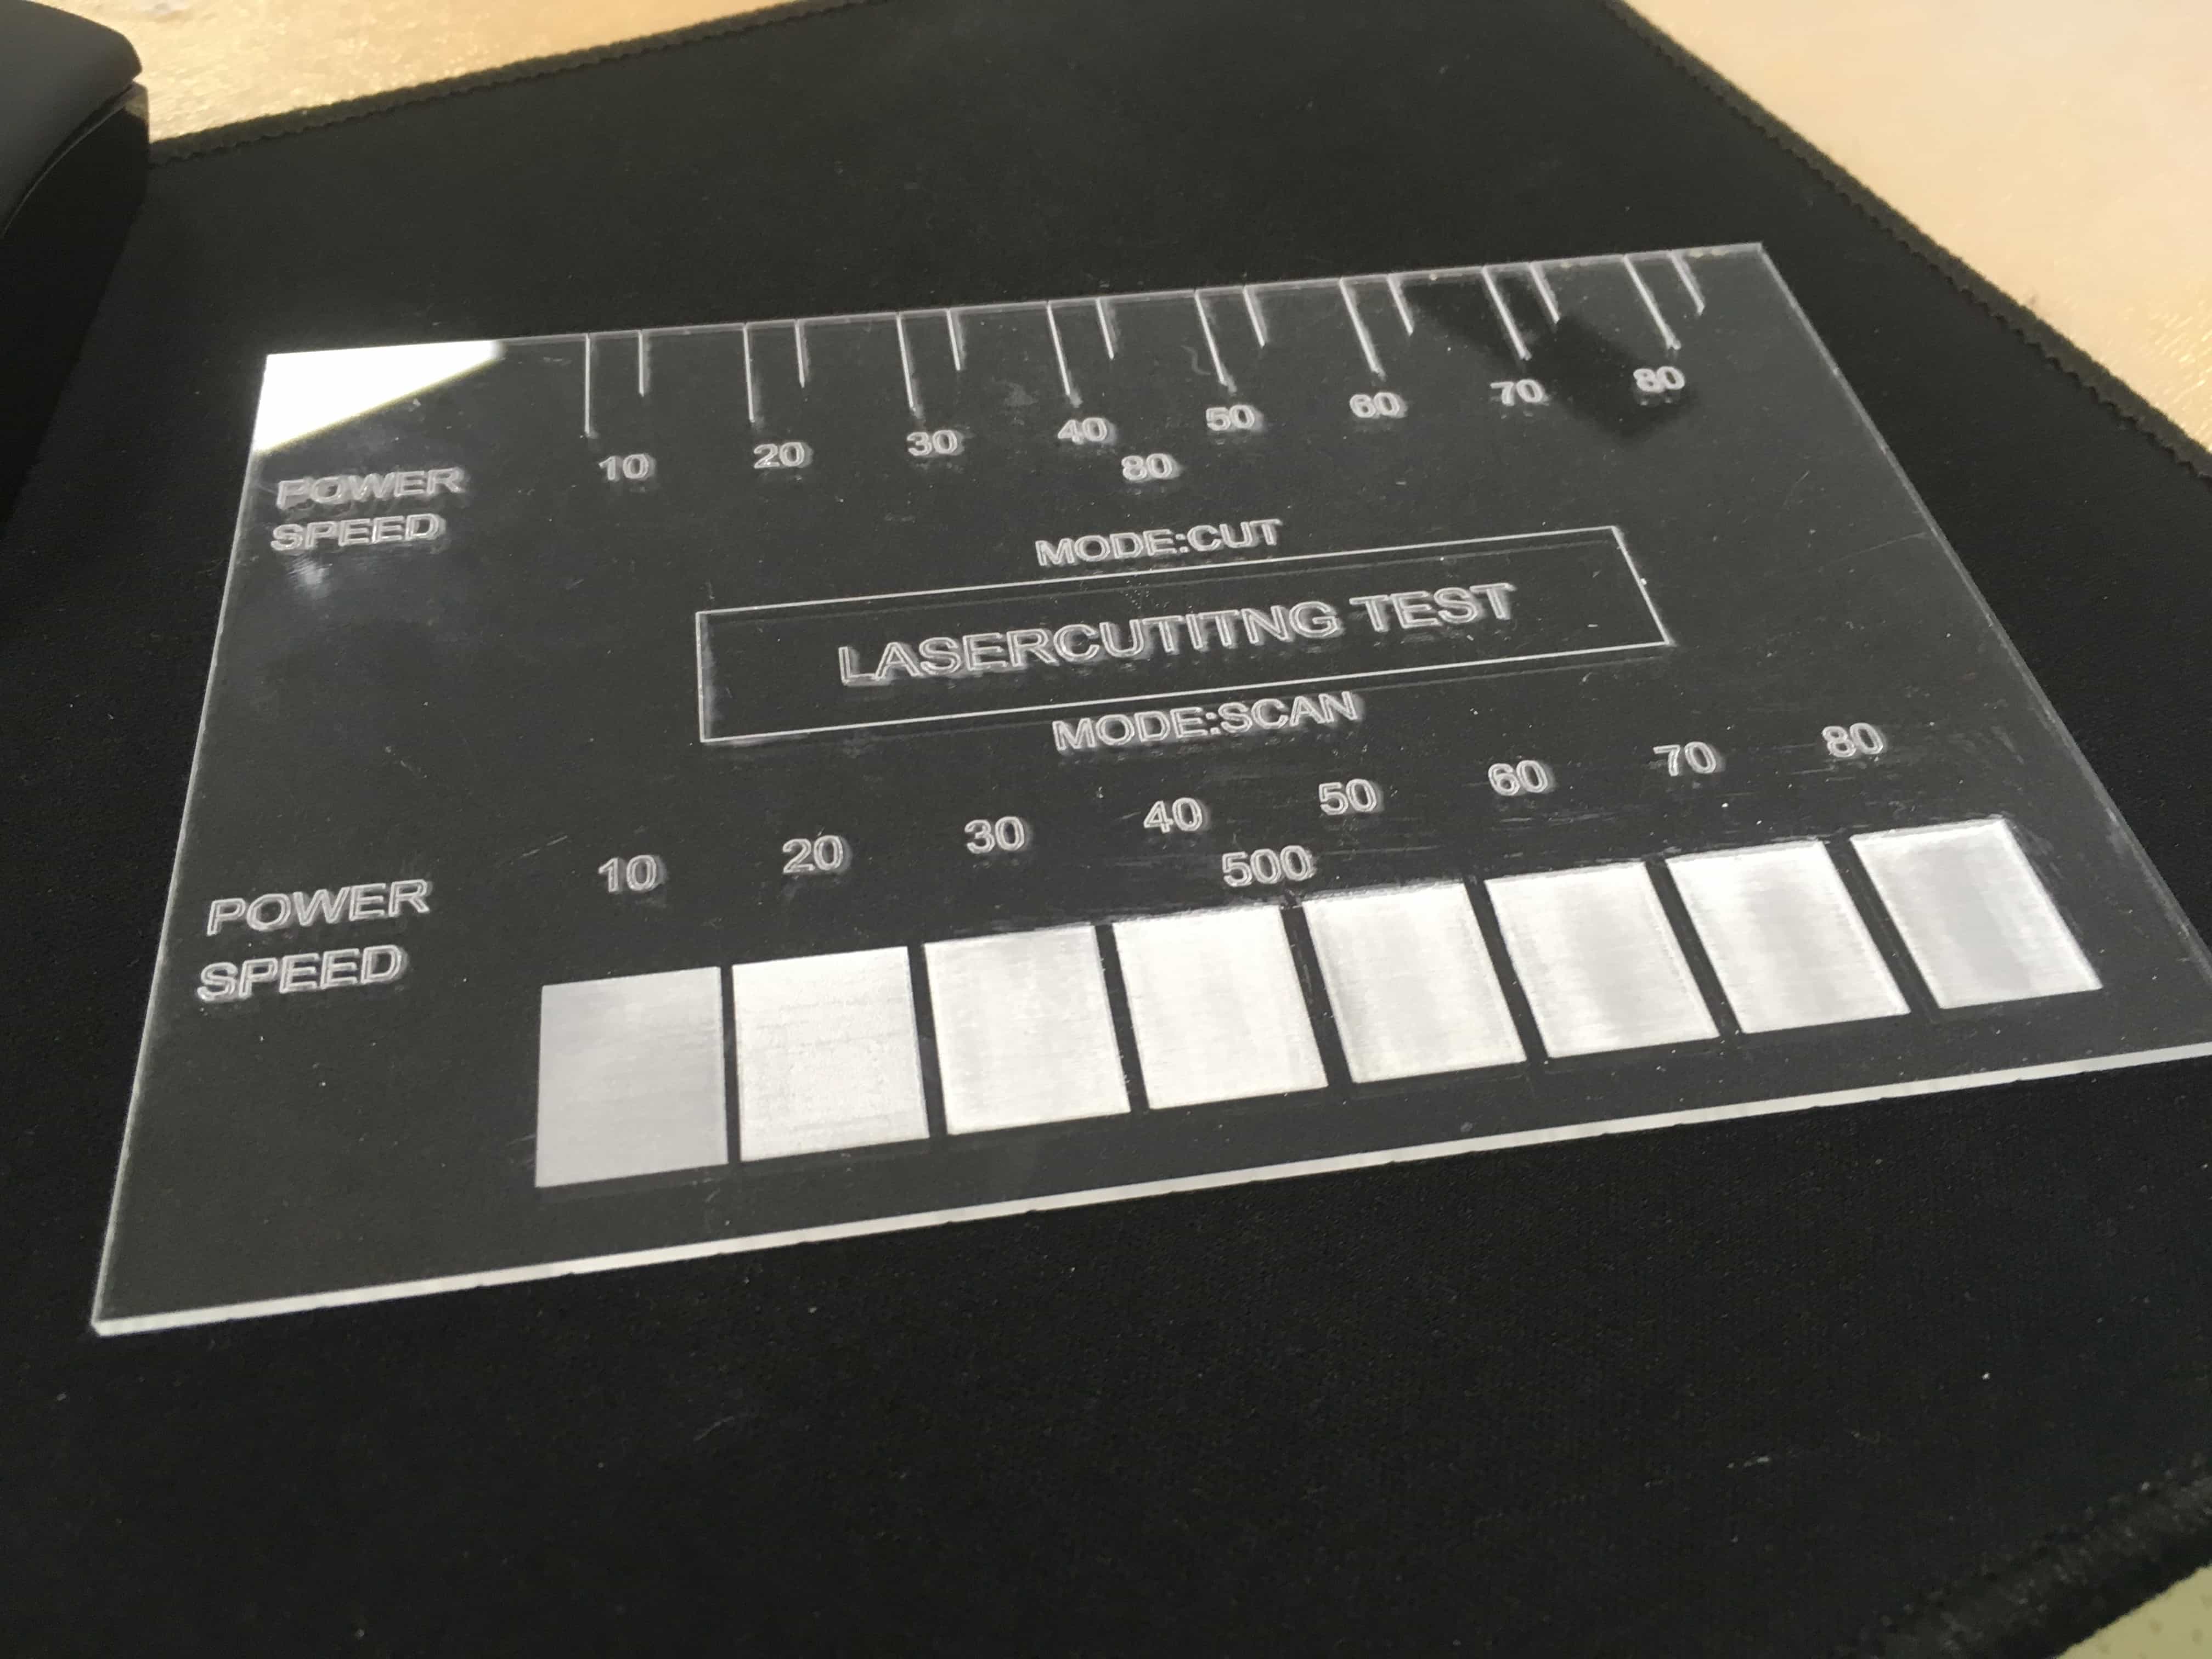 POWER 10 20 30 40 50 60 70 80
SPEED 80
MODE:CUT
LASERCUTITNG TEST
MODE:SCAN
POWER 10 20 30 40 50 60 70 80
SPEED 500